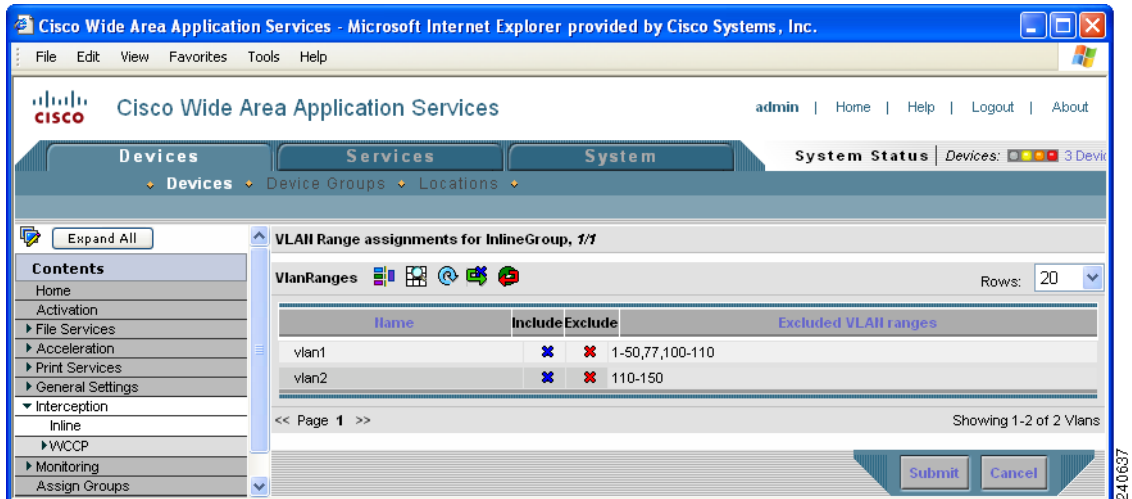 Cisco Wide Area Application Services - Microsoft Internet Explorer provided by Cisco Systems, Inc.
File Edit View Favorites Tools Help
CISCO
Cisco Wide Area Application Services
admin | Home | Help | Logout | About
Devices Services System
System Status | Devices: 3 Devic
Devices Device Groups Locations
Expand All
VLAN Range assignments for InlineGroup, 1/1
Contents
VlanRanges
Rows: 20
Home
Activation
File Services
Acceleration
Print Services
General Settings
Interception
Inline
WCCP
Monitoring
Assign Groups
Name Include Exclude Excluded VLAN ranges
vlan1 1-50,77,100-110
vlan2 110-150
<< Page 1 >>
Showing 1-2 of 2 Vlans
Submit Cancel
240637